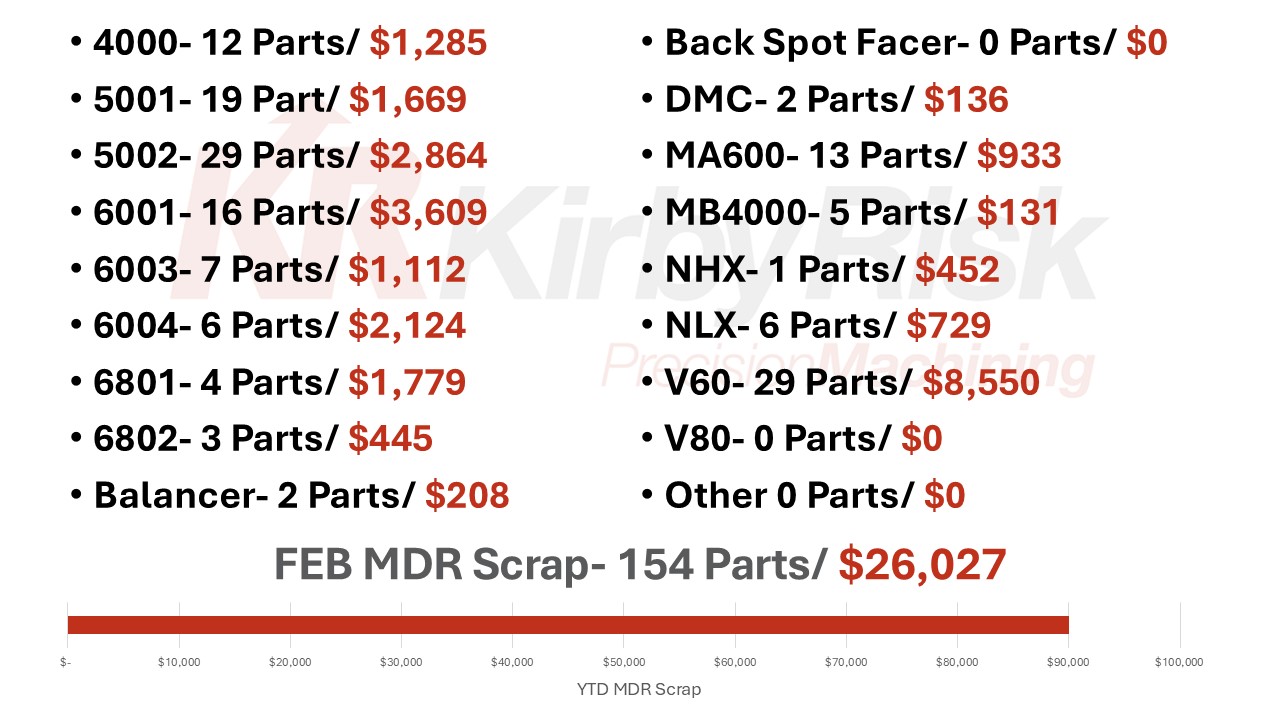 • 4000- 12 Parts/ $1,285
• 5001- 19 Part/ $1,669
• 5002- 29 Parts/ $2,864
• 6001- 16 Parts/ $3,609
• 6003- 7 Parts/ $1,112
• 6004- 6 Parts/ $2,124
• 6801- 4 Parts/ $1,779
• 6802- 3 Parts/ $445
• Balancer- 2 Parts/ $208
• Back Spot Facer- 0 Parts/ $0
• DMC- 2 Parts/ $136
• MA600- 13 Parts/ $933
• MB4000- 5 Parts/ $131
• NHX- 1 Parts/ $452
• NLX- 6 Parts/ $729
• V60- 29 Parts/ $8,550
• V80- 0 Parts/ $0
• Other 0 Parts/ $0
KR KirbyRisk
PrecisionMachining
FEB MDR Scrap- 154 Parts/ $26,027
$- $10,000 $20,000 $30,000 $40,000 $50,000 $60,000 $70,000 $80,000 $90,000 $100,000
YTD MDR Scrap